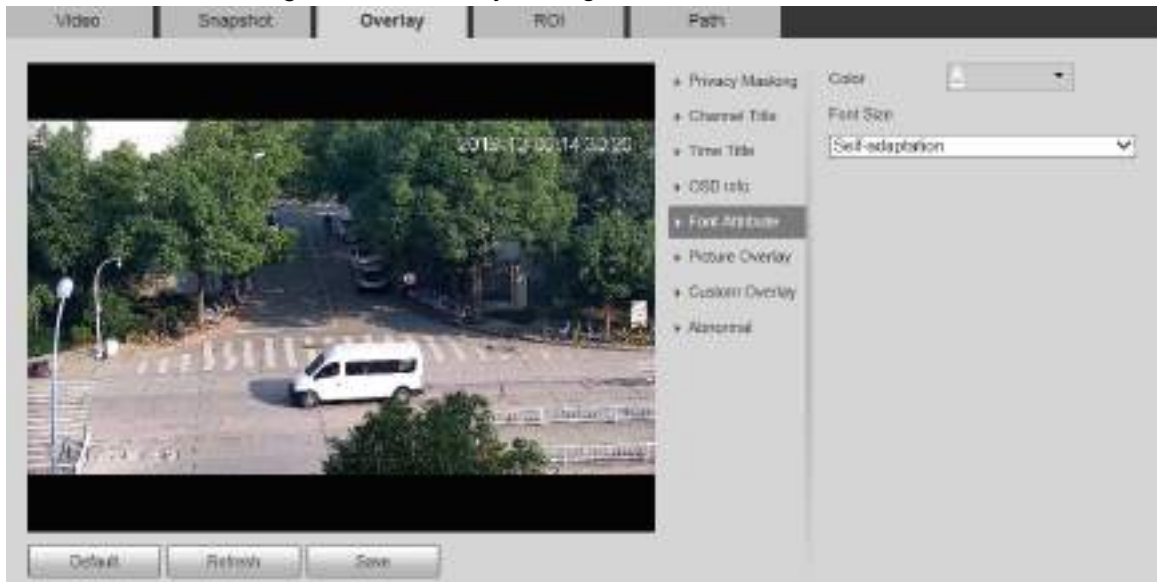 Video
Snapshot
Overlay
ROI
Path
Privacy Masking
Channel Title
Time Title
OSD Info
Font Attribute
Picture Overlay
Custom Overlay
Abnormal
Color
Font Size
Self-adaptation
Default
Refresh
Save